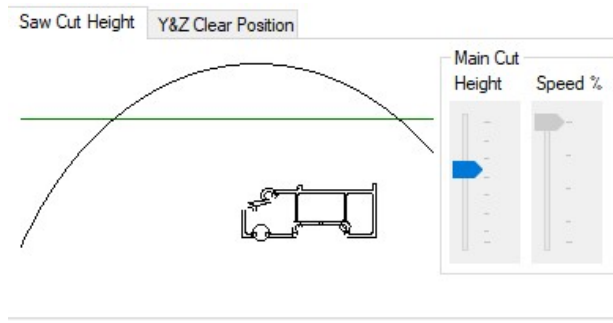 Saw Cut Height
Y&Z Clear Position
Main Cut
Height
Speed %